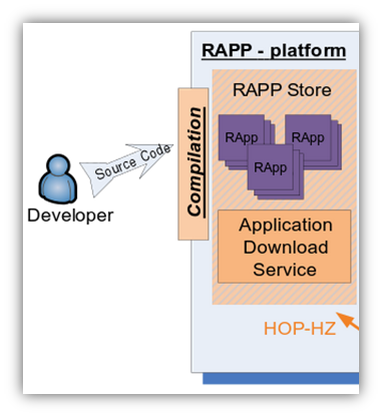 RAPP - platform
RAPP Store
RApp
RApp
RApp
Compilation
Source Code
Developer
Application
Download
Service
HOP-HZ